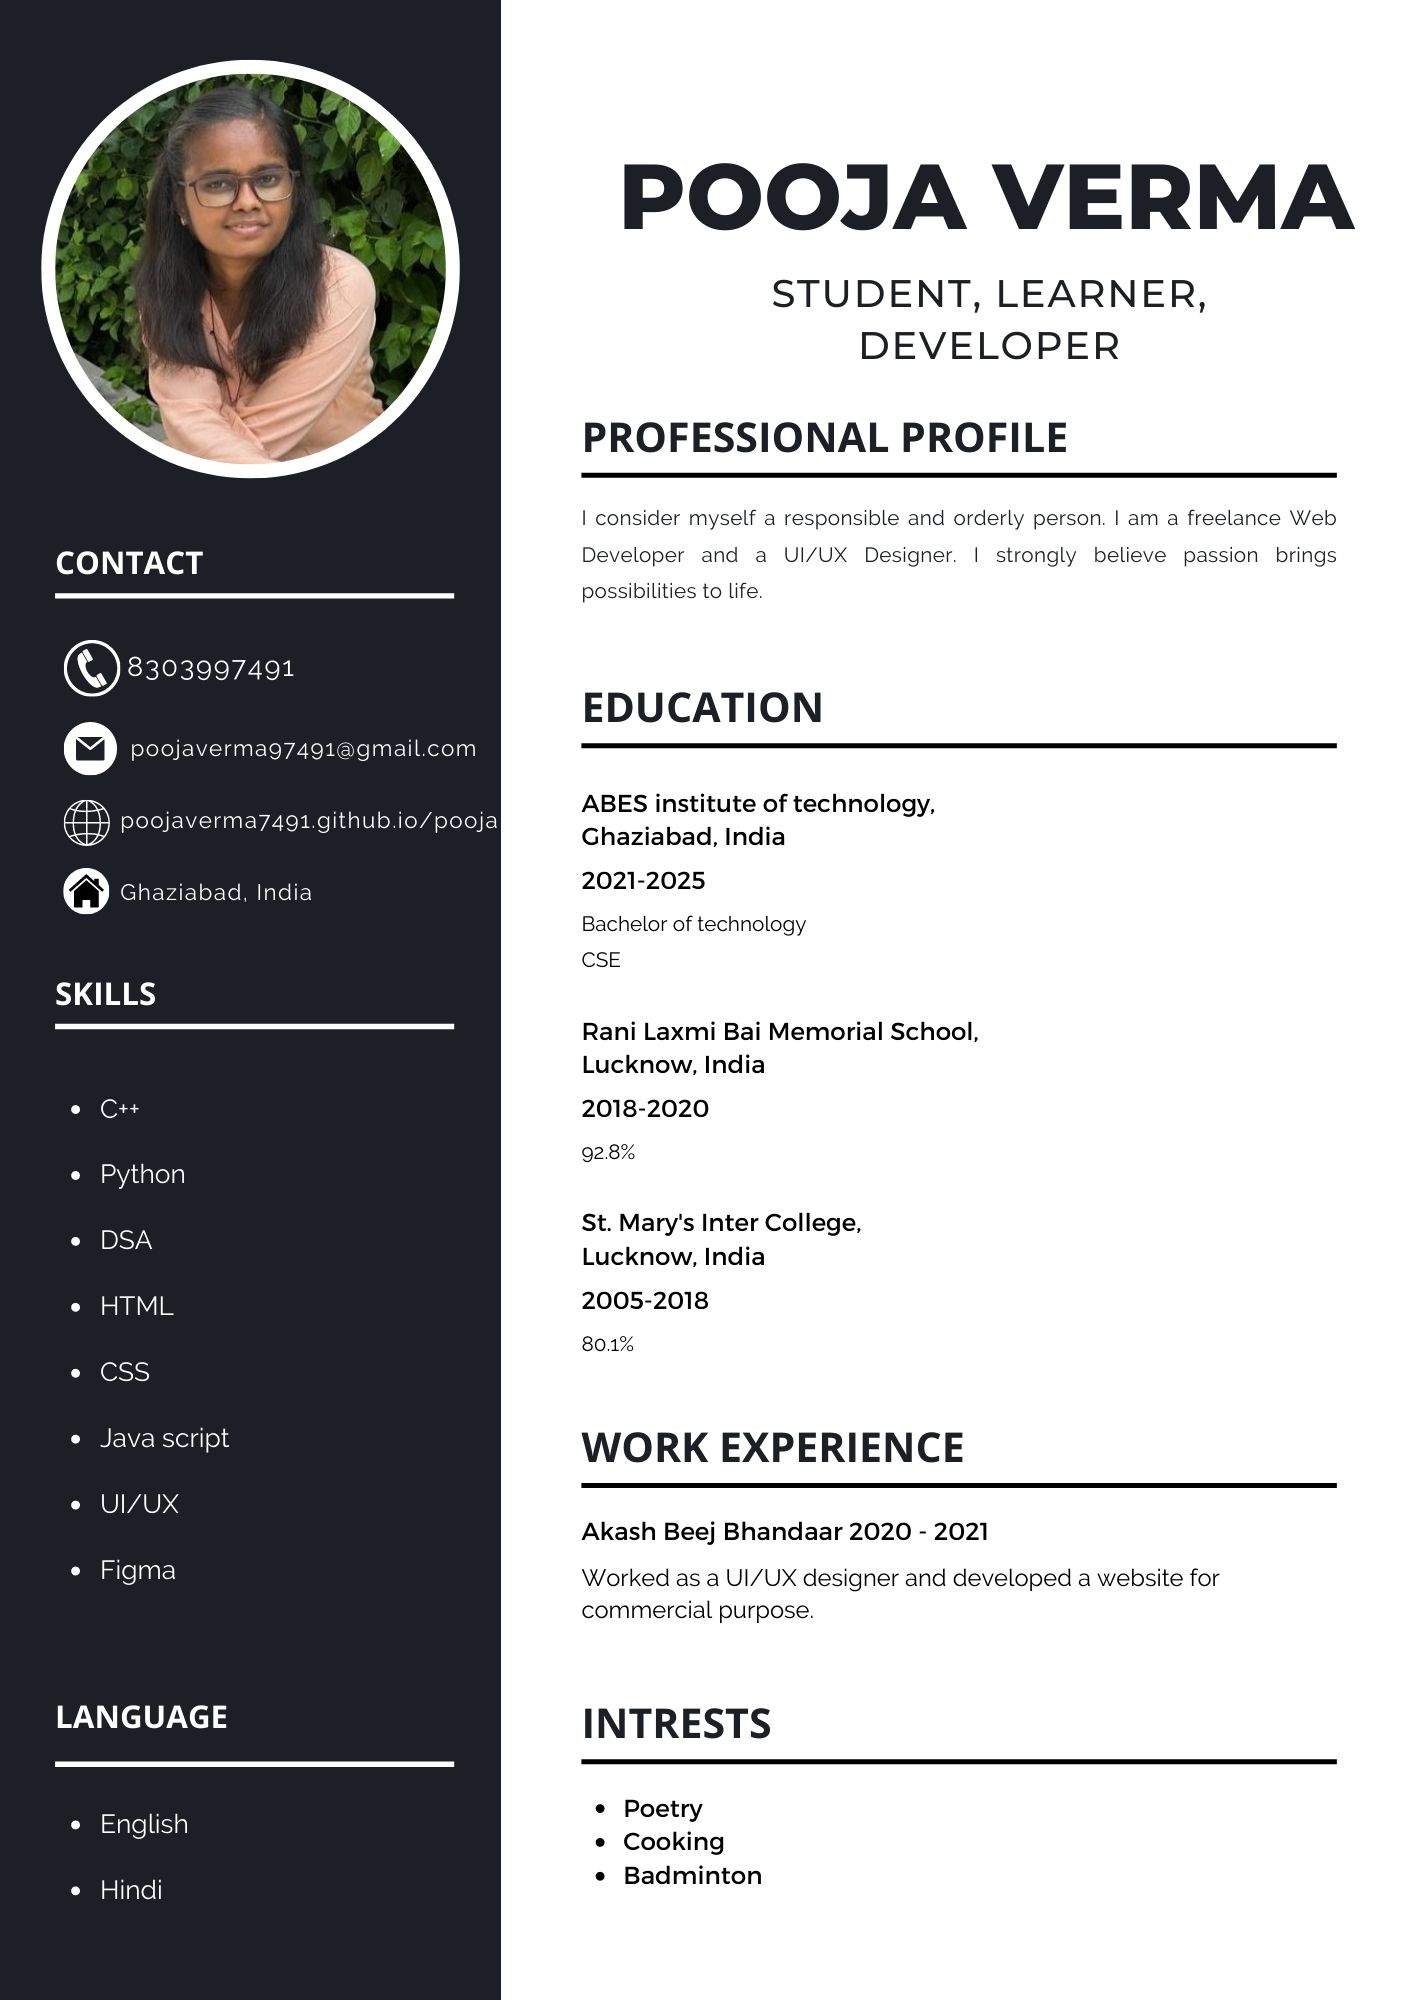 POOJA VERMA
STUDENT, LEARNER,
DEVELOPER
CONTACT
8303997491
poojaverma97491@gmail.com
poojaverma7491.github.io/pooja
Ghaziabad, India
SKILLS
• C++
• Python
• DSA
• HTML
• CSS
• Java script
• UI/UX
• Figma
LANGUAGE
• English
• Hindi
PROFESSIONAL PROFILE
I consider myself a responsible and orderly person. I am a freelance Web
Developer and a UI/UX Designer. I strongly believe passion brings
possibilities to life.
EDUCATION
ABES institute of technology,
Ghaziabad, India
2021-2025
Bachelor of technology
CSE
Rani Laxmi Bai Memorial School,
Lucknow, India
2018-2020
92.8%
St. Mary's Inter College,
Lucknow, India
2005-2018
80.1%
WORK EXPERIENCE
Akash Beej Bhandaar 2020 - 2021
Worked as a UI/UX designer and developed a website for
commercial purpose.
INTRESTS
• Poetry
• Cooking
• Badminton